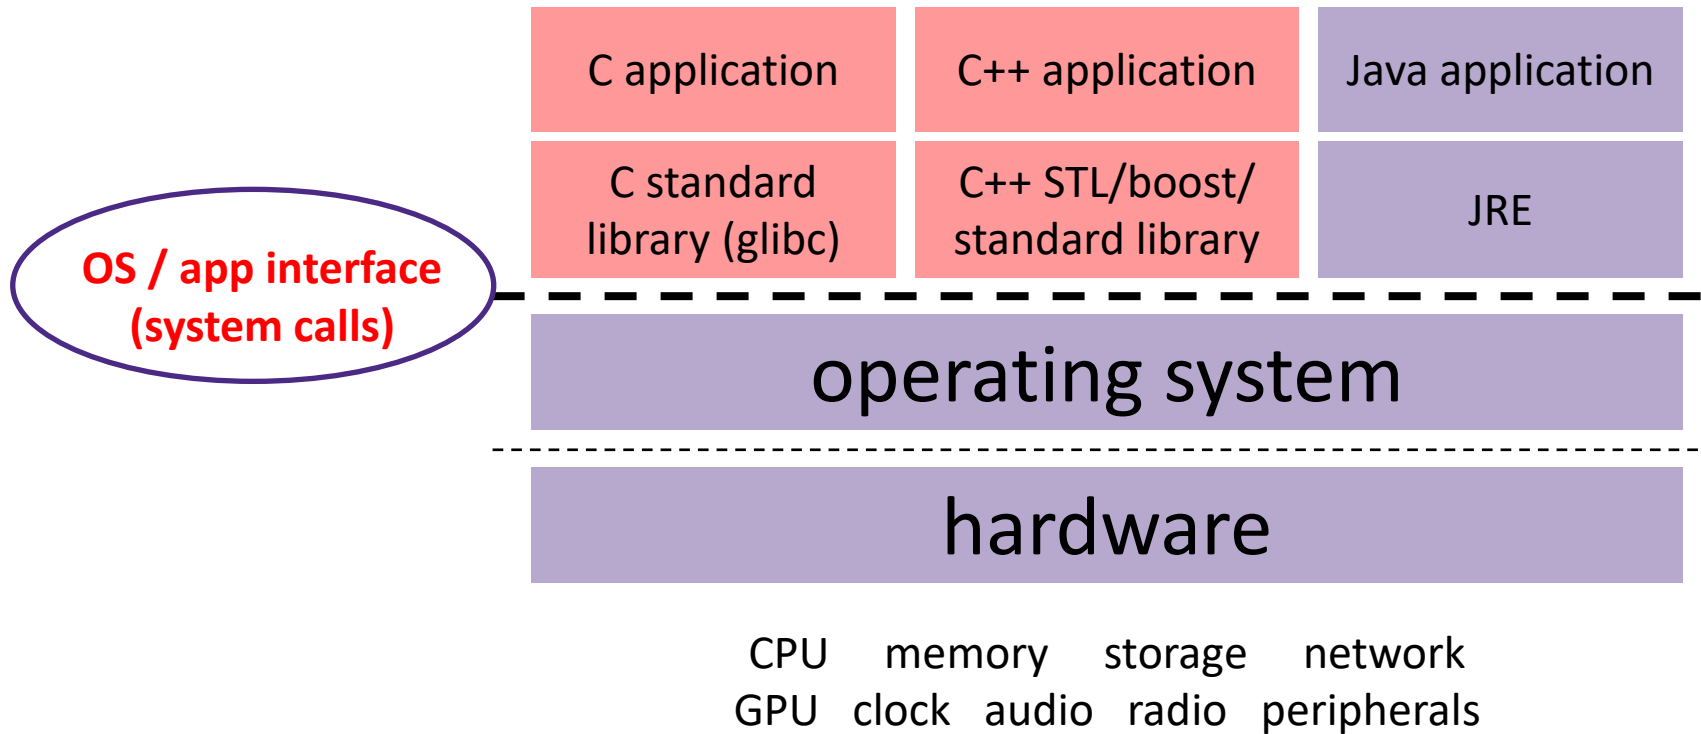 C application
C++ application
Java application
C standard
library (glibc)
C++ STL/boost/
standard library
JRE
OS / app interface
(system calls)
operating system
hardware
CPU memory storage network
GPU clock audio radio peripherals